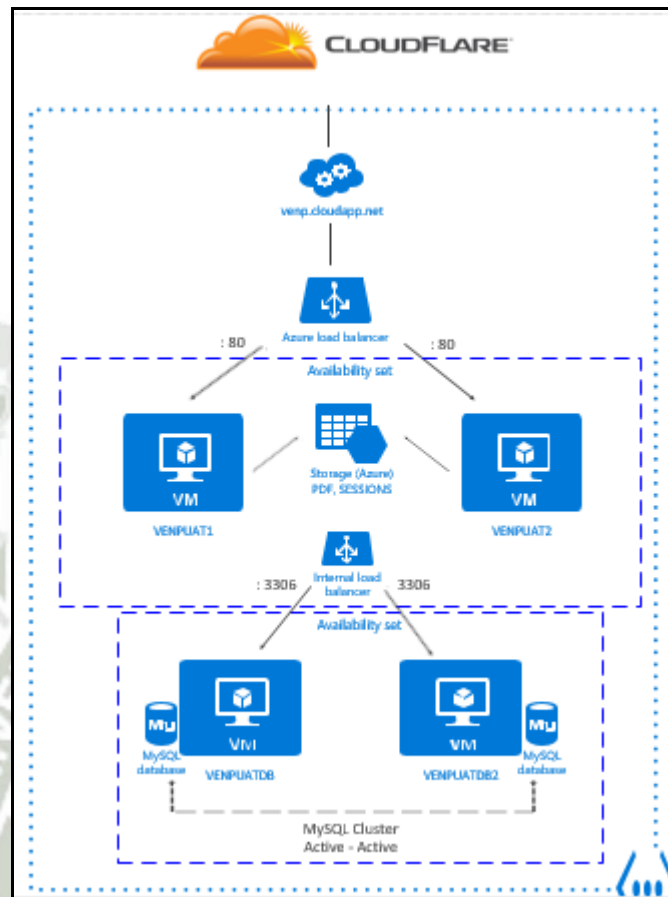 CLOUDFLARE
venp.cloudapp.net
Azure load balancer
: 80
: 80
Availability set
Storage (Azure)
PDF, SESSIONS
VM
VM
VENPUAT1
VENPUAT2
: 3306
Internal load
balancer
: 3306
Availability set
My
VM
VM
My
MySQL
database
VENPUATDB
VENPUATDB2
MySQL
database
MySQL Cluster
Active - Active